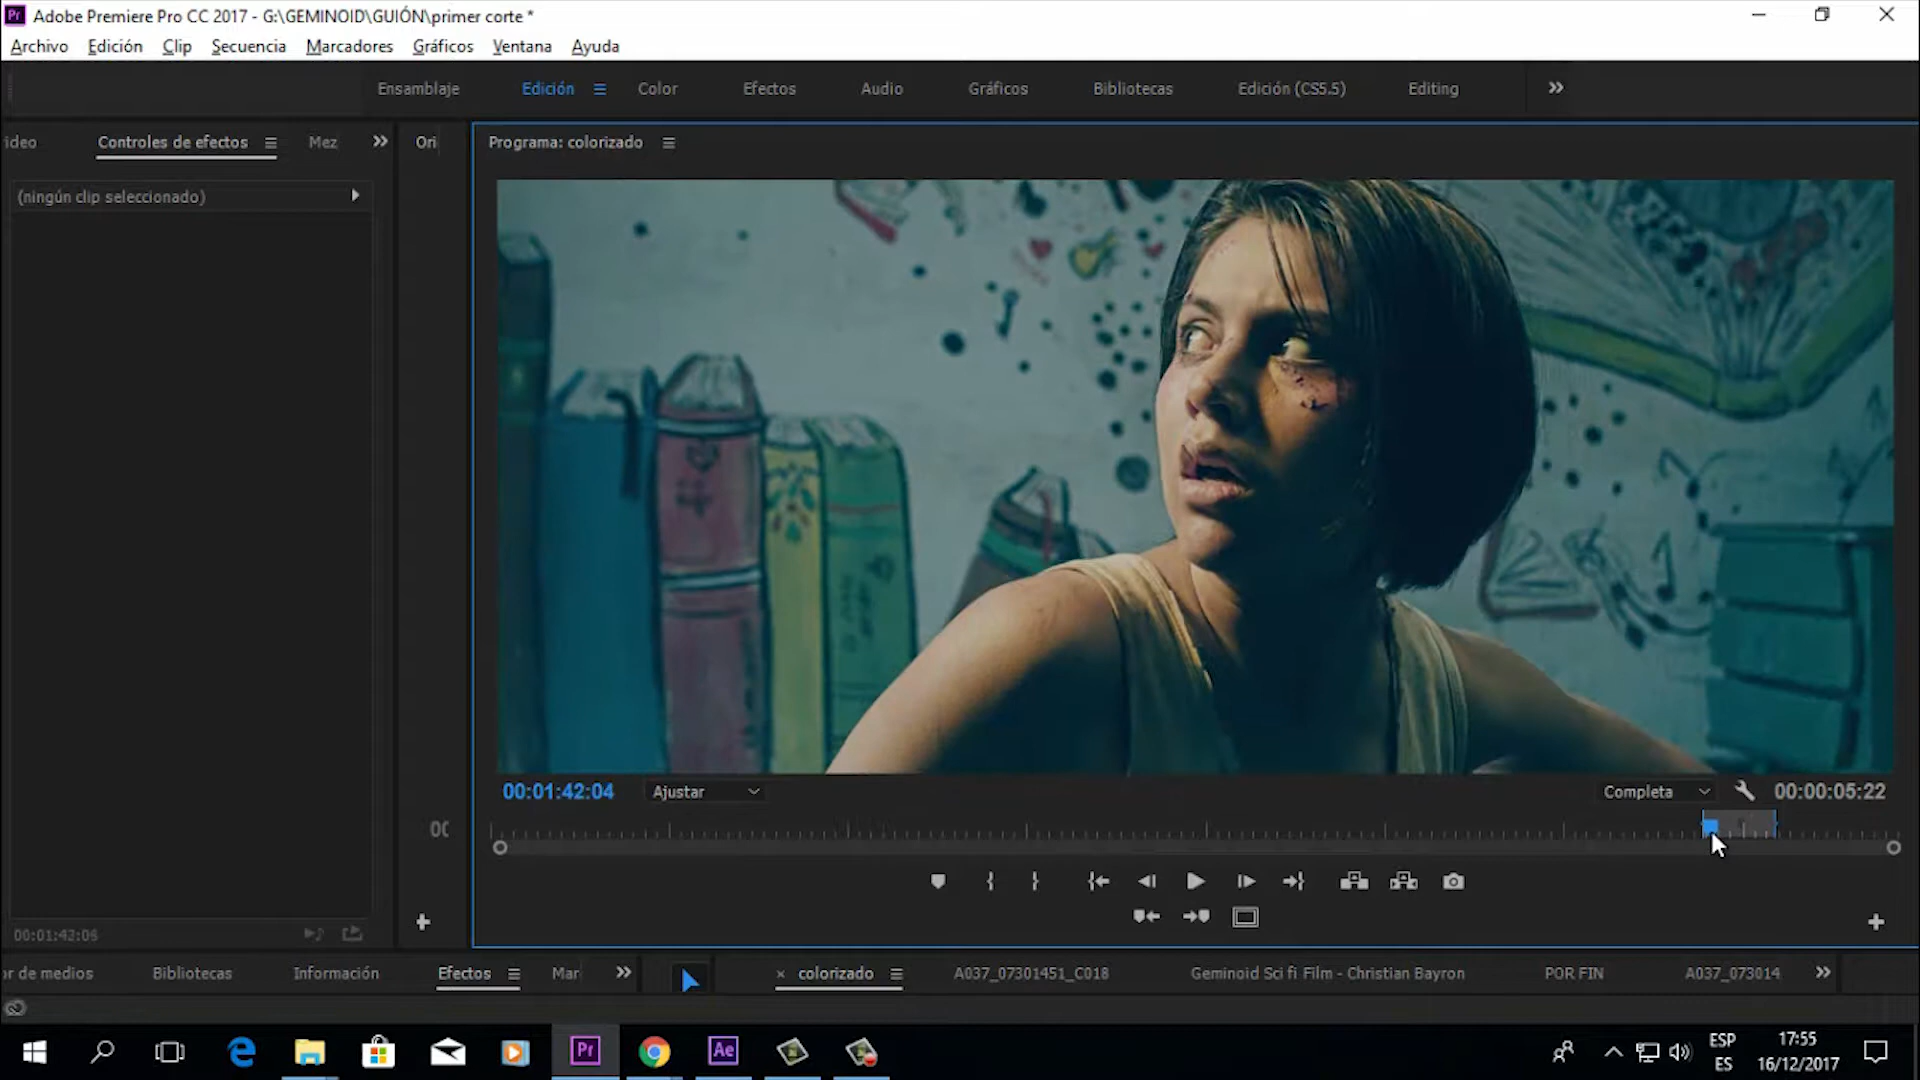 Adobe Premiere Pro CC 2017 - G:\GEMINOID\GUIÓN\primer corte *
Archivo Edición Clip Secuencia Marcadores Gráficos Ventana Ayuda
Ensamblaje Edición Color Efectos Audio Gráficos Bibliotecas Edición (CS5.5) Editing
ideo Controles de efectos Mez Ori Programa: colorizado
(ningún clip seleccionado)
00:01:42:04 Ajustar Completa 00:00:05:22
00:01:42:06
or de medios Bibliotecas Información Efectos Mar × colorizado A037_07301451_C018 Geminoid Sci fi Film - Christian Bayron POR FIN A037_073014
Pr Ae ESP 17:55
ES 16/12/2017